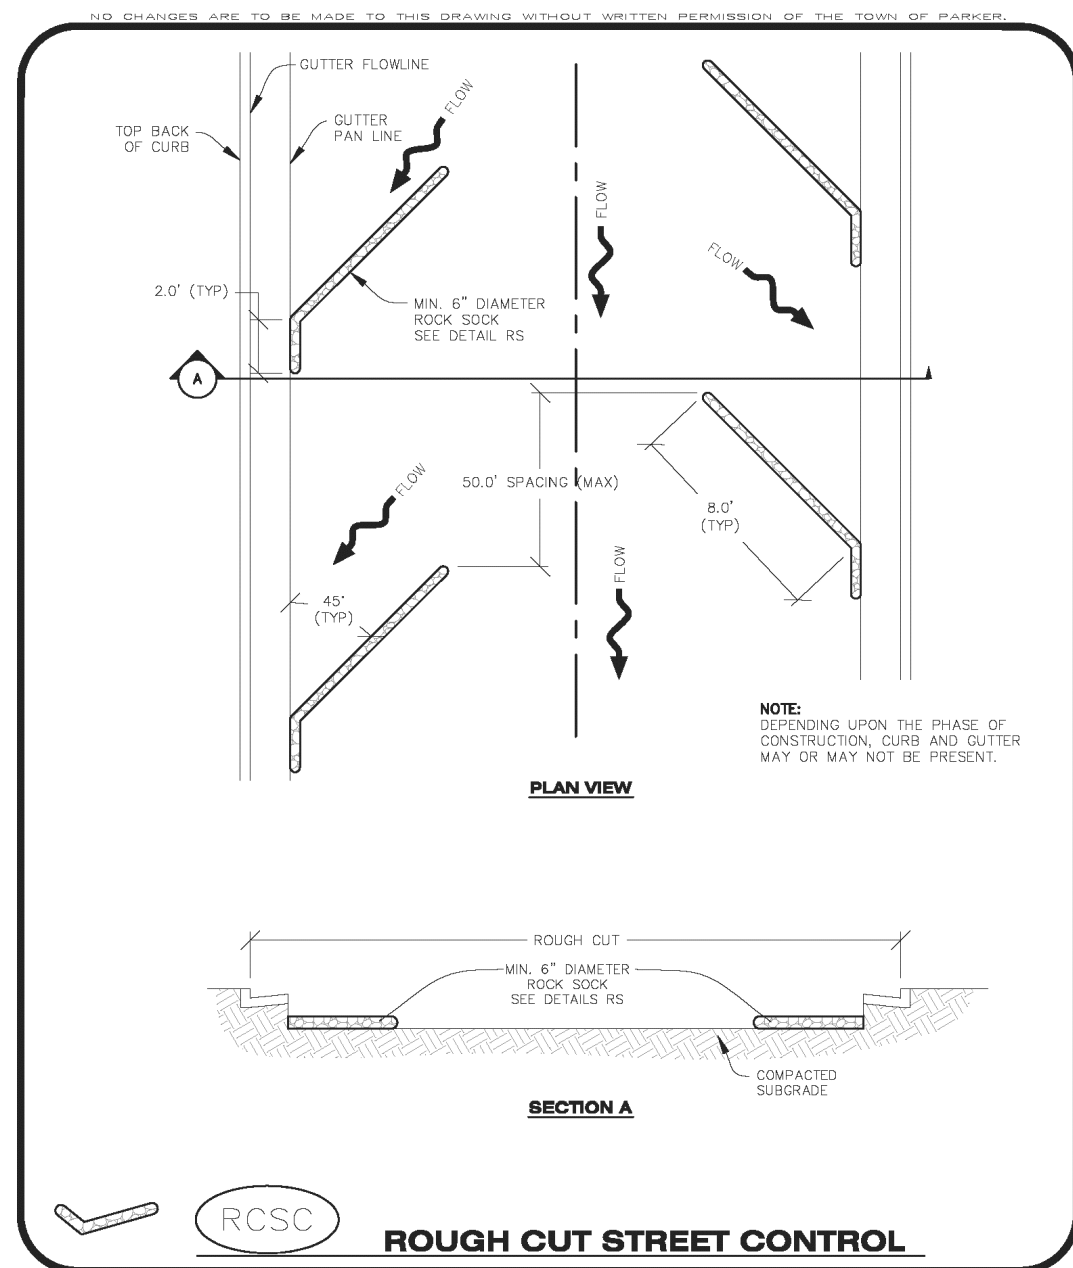 NO CHANGES ARE TO BE MADE TO THIS DRAWING WITHOUT WRITTEN PERMISSION OF THE TOWN OF PARKER.
GUTTER FLOWLINE
TOP BACK
OF CURB
GUTTER
PAN LINE
FLOW
FLOW
FLOW
2.0' (TYP)
MIN. 6" DIAMETER
ROCK SOCK
SEE DETAIL RS
A
FLOW
50.0' SPACING (MAX)
8.0'
(TYP)
FLOW
45°
(TYP)
NOTE:
DEPENDING UPON THE PHASE OF
CONSTRUCTION, CURB AND GUTTER
MAY OR MAY NOT BE PRESENT.
PLAN VIEW
ROUGH CUT
MIN. 6" DIAMETER
ROCK SOCK
SEE DETAILS RS
COMPACTED
SUBGRADE
SECTION A
RCSC
ROUGH CUT STREET CONTROL